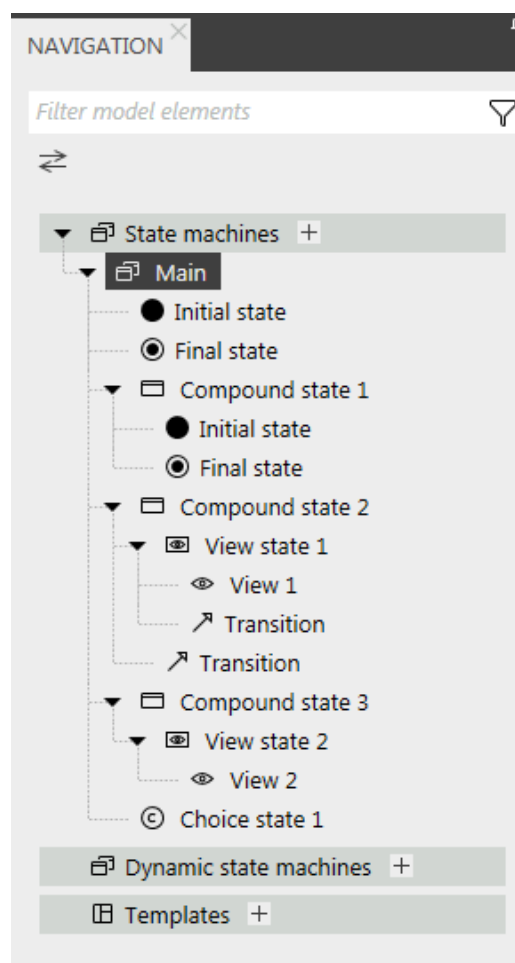 NAVIGATION
Filter model elements
State machines +
Main
Initial state
Final state
Compound state 1
Initial state
Final state
Compound state 2
View state 1
View 1
Transition
Transition
Compound state 3
View state 2
View 2
© Choice state 1
Dynamic state machines +
Templates +